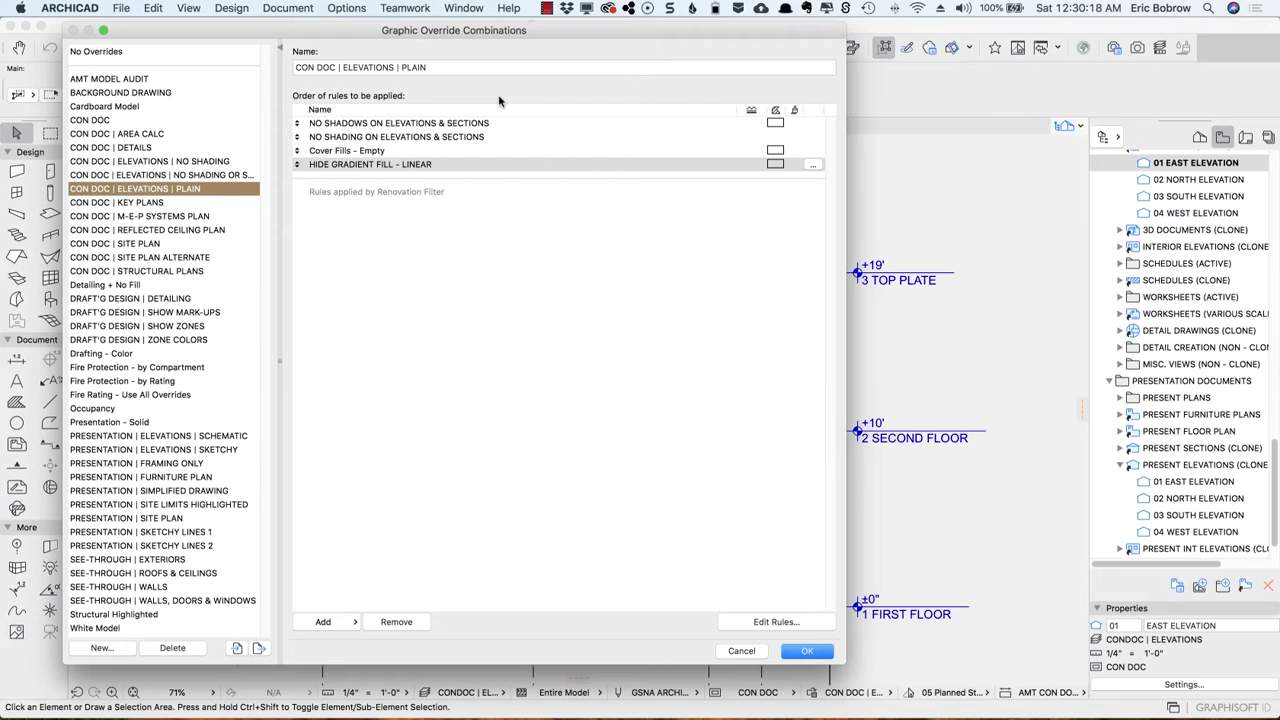 ARCHICAD File Edit View Design Document Options Teamwork Window Help 100% Sat 12:30:18 AM Eric Bobrow
Graphic Override Combinations
No Overrides
AMT MODEL AUDIT
BACKGROUND DRAWING
Cardboard Model
CON DOC
CON DOC | AREA CALC
CON DOC | DETAILS
CON DOC | ELEVATIONS | NO SHADING
CON DOC | ELEVATIONS | NO SHADING OR S...
CON DOC | ELEVATIONS | PLAIN
CON DOC | KEY PLANS
CON DOC | M-E-P SYSTEMS PLAN
CON DOC | REFLECTED CEILING PLAN
CON DOC | SITE PLAN
CON DOC | SITE PLAN ALTERNATE
CON DOC | STRUCTURAL PLANS
Detailing + No Fill
DRAFT'G DESIGN | DETAILING
DRAFT'G DESIGN | SHOW MARK-UPS
DRAFT'G DESIGN | SHOW ZONES
DRAFT'G DESIGN | ZONE COLORS
Drafting - Color
Fire Protection - by Compartment
Fire Protection - by Rating
Fire Rating - Use All Overrides
Occupancy
Presentation - Solid
PRESENTATION | ELEVATIONS | SCHEMATIC
PRESENTATION | ELEVATIONS | SKETCHY
PRESENTATION | FRAMING ONLY
PRESENTATION | FURNITURE PLAN
PRESENTATION | SIMPLIFIED DRAWING
PRESENTATION | SITE LIMITS HIGHLIGHTED
PRESENTATION | SITE PLAN
PRESENTATION | SKETCHY LINES 1
PRESENTATION | SKETCHY LINES 2
SEE-THROUGH | EXTERIORS
SEE-THROUGH | ROOFS & CEILINGS
SEE-THROUGH | WALLS
SEE-THROUGH | WALLS, DOORS & WINDOWS
Structural Highlighted
White Model
New... Delete
Name:
CON DOC | ELEVATIONS | PLAIN
Order of rules to be applied:
Name
NO SHADOWS ON ELEVATIONS & SECTIONS
NO SHADING ON ELEVATIONS & SECTIONS
Cover Fills - Empty
HIDE GRADIENT FILL - LINEAR ...
Rules applied by Renovation Filter
Add Remove Edit Rules...
Cancel OK
Main:
Design
Document
More
+19'
3 TOP PLATE
+10'
2 SECOND FLOOR
±0"
1 FIRST FLOOR
01 EAST ELEVATION
02 NORTH ELEVATION
03 SOUTH ELEVATION
04 WEST ELEVATION
3D DOCUMENTS (CLONE)
INTERIOR ELEVATIONS (CLONE
SCHEDULES (ACTIVE)
SCHEDULES (CLONE)
WORKSHEETS (ACTIVE)
WORKSHEETS (VARIOUS SCAL
DETAIL DRAWINGS (CLONE)
DETAIL CREATION (NON - CLON
MISC. VIEWS (NON - CLONE)
PRESENTATION DOCUMENTS
PRESENT PLANS
PRESENT FURNITURE PLANS
PRESENT FLOOR PLAN
PRESENT SECTIONS (CLONE)
PRESENT ELEVATIONS (CLONE
01 EAST ELEVATION
02 NORTH ELEVATION
03 SOUTH ELEVATION
04 WEST ELEVATION
PRESENT INT ELEVATIONS (CL
Properties
01 EAST ELEVATION
CONDOC | ELEVATIONS
1/4" = 1'-0"
CON DOC
Settings...
71% N/A 1/4" = 1'-0" CONDOC | EL... Entire Model GSNA ARCHI... CON DOC CON DOC | E... 05 Planned St... AMT CON DO...
Click an Element or Draw a Selection Area. Press and Hold Ctrl+Shift to Toggle Element/Sub-Element Selection.
GRAPHISOFT ID